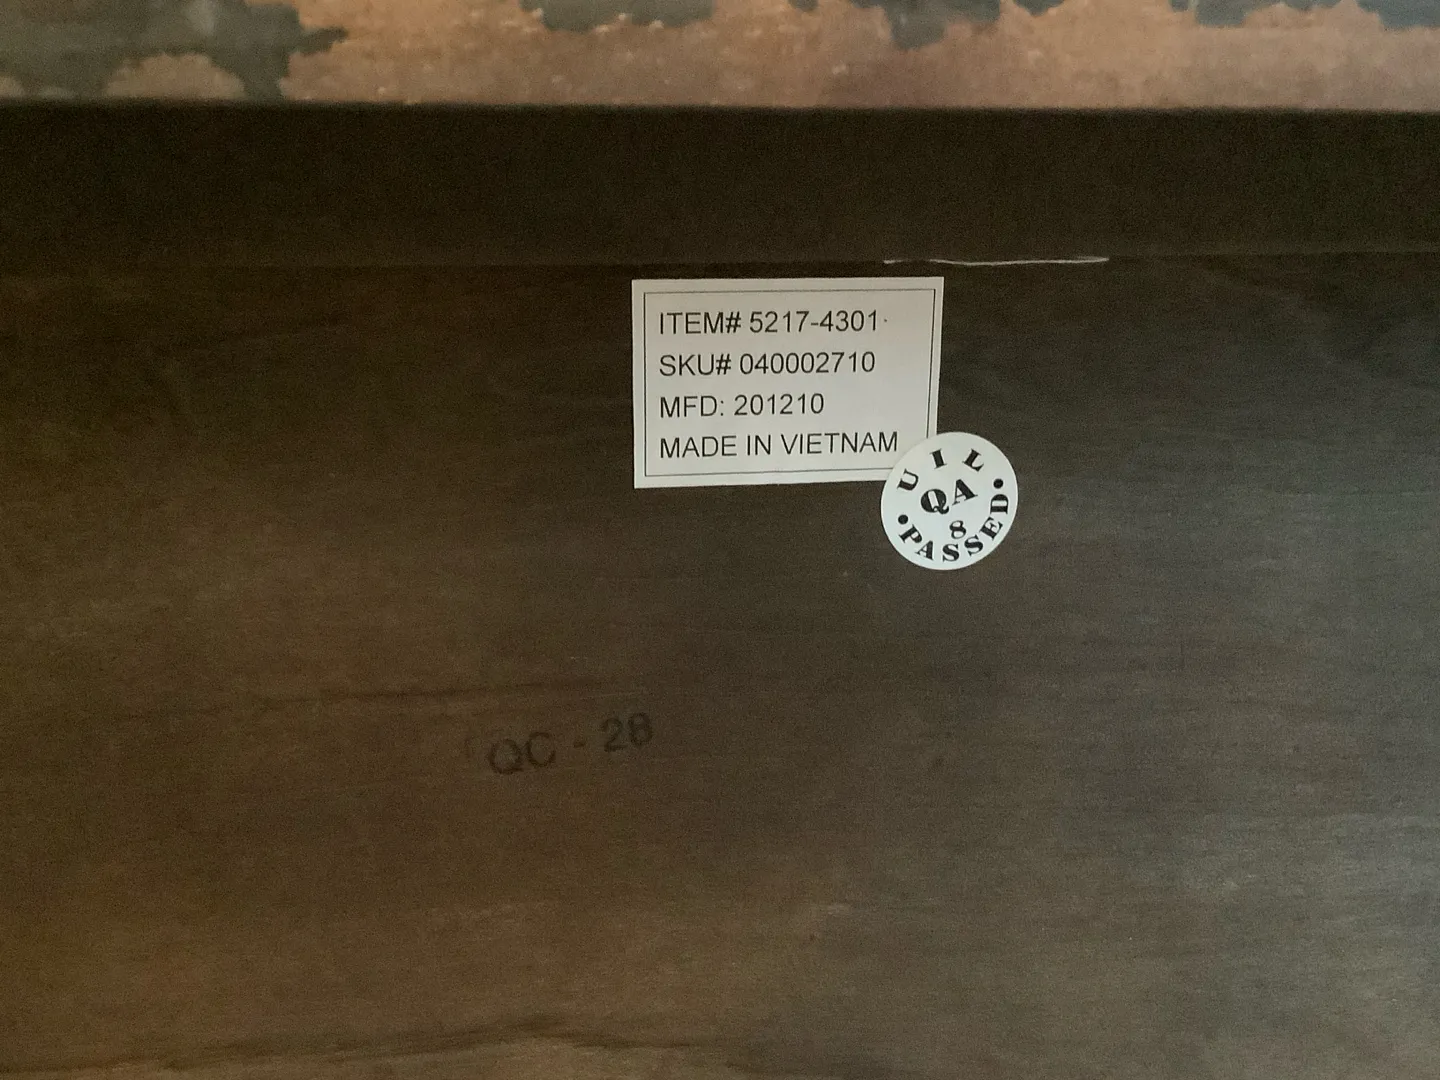 ITEM# 5217-4301
SKU# 040002710
MFD: 201210
MADE IN VIETNAM
UIL
QA
8
PASSED
QC - 28